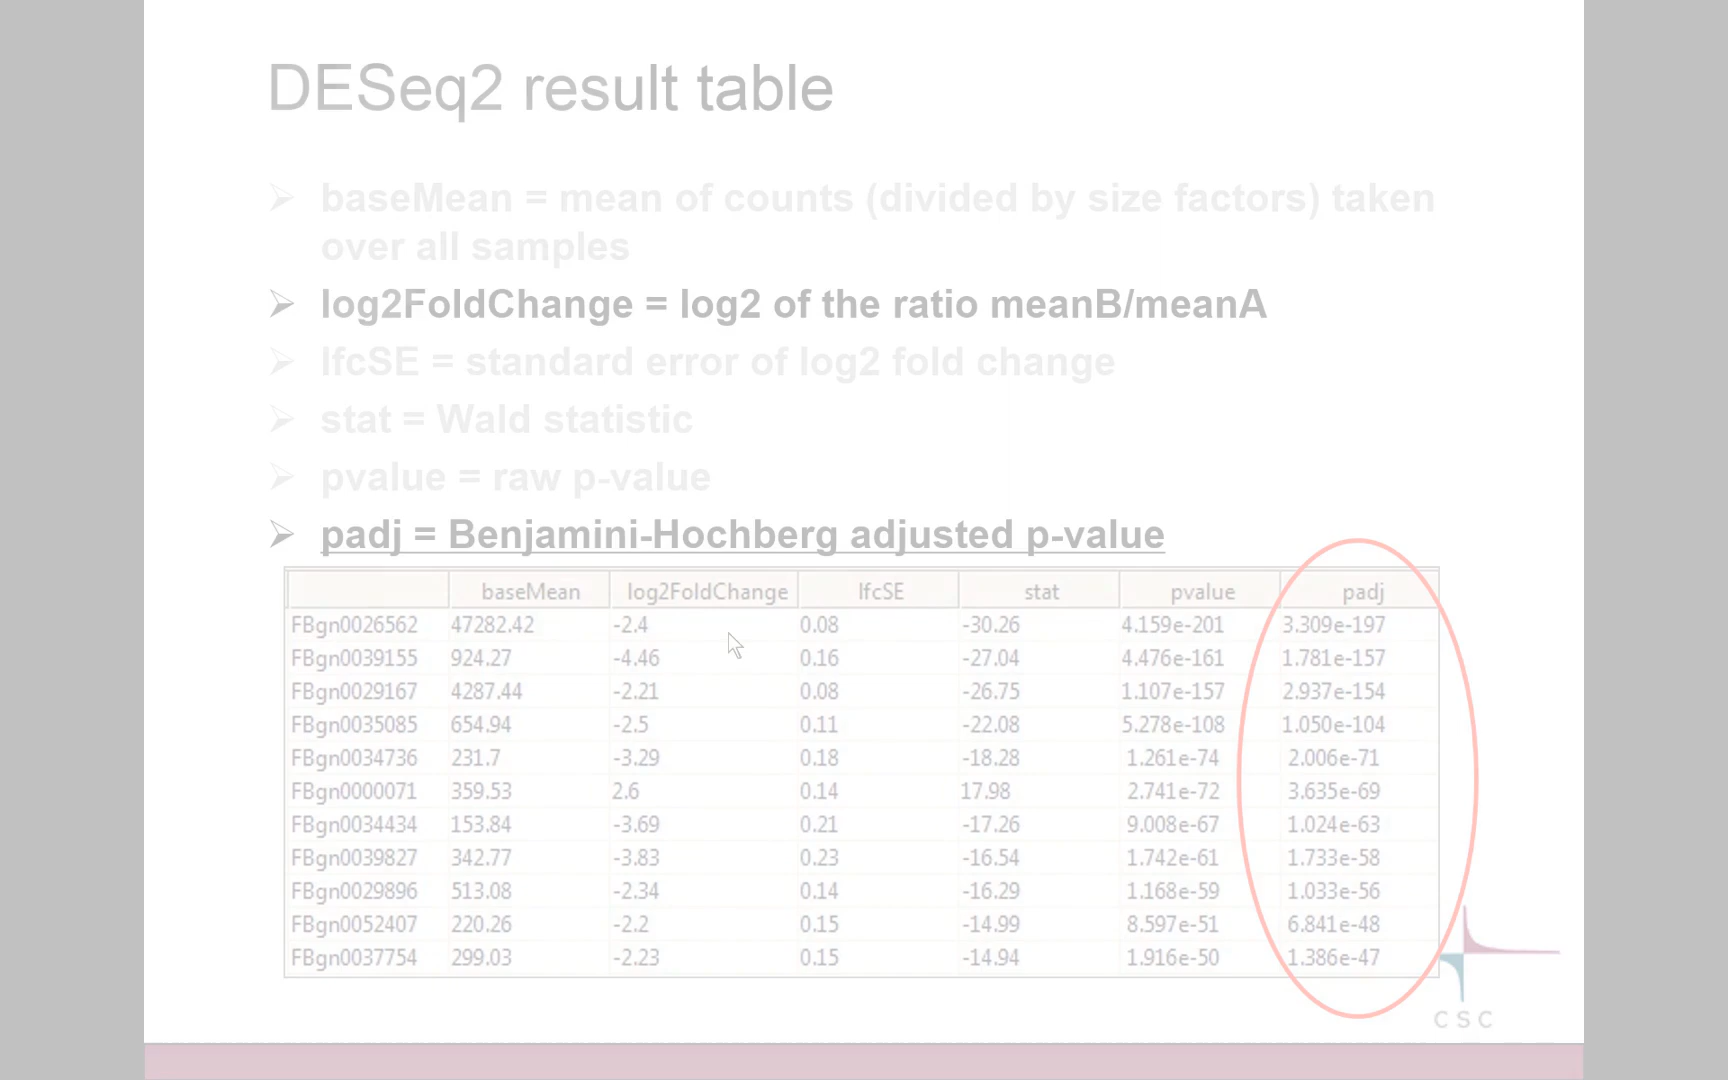 DESeq2 result table
baseMean = mean of counts (divided by size factors) taken
over all samples
log2FoldChange = log2 of the ratio meanB/meanA
lfcSE = standard error of log2 fold change
stat = Wald statistic
pvalue = raw p-value
padj = Benjamini-Hochberg adjusted p-value
baseMean log2FoldChange lfcSE stat pvalue padj
FBgn0026562 47282.42 -2.4 0.08 -30.26 4.159e-201 3.309e-197
FBgn0039155 924.27 -4.46 0.16 -27.04 4.476e-161 1.781e-157
FBgn0029167 4287.44 -2.21 0.08 -26.75 1.107e-157 2.937e-154
FBgn0035085 654.94 -2.5 0.11 -22.08 5.278e-108 1.050e-104
FBgn0034736 231.7 -3.29 0.18 -18.28 1.261e-74 2.006e-71
FBgn0000071 359.53 2.6 0.14 17.98 2.741e-72 3.635e-69
FBgn0034434 153.84 -3.69 0.21 -17.26 9.008e-67 1.024e-63
FBgn0039827 342.77 -3.83 0.23 -16.54 1.742e-61 1.733e-58
FBgn0029896 513.08 -2.34 0.14 -16.29 1.168e-59 1.033e-56
FBgn0052407 220.26 -2.2 0.15 -14.99 8.597e-51 6.841e-48
FBgn0037754 299.03 -2.23 0.15 -14.94 1.916e-50 1.386e-47
CSC